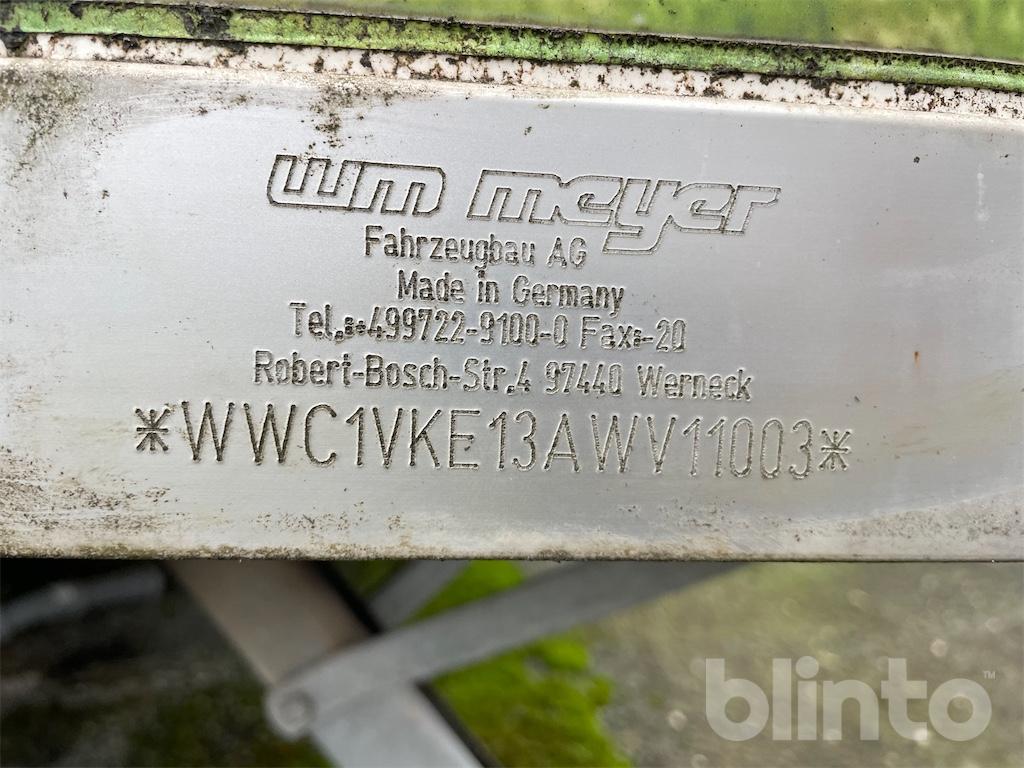 wm meyer
Fahrzeugbau AG
Made in Germany
Tel.:+499722-9100-0 Fax:-20
Robert-Bosch-Str.4 97440 Werneck
*WWC1VKE13AWV11003*
blinto™